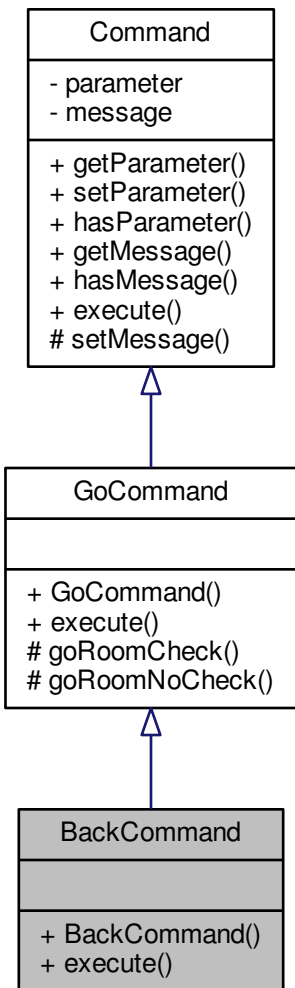 Command
- parameter
- message
+ getParameter()
+ setParameter()
+ hasParameter()
+ getMessage()
+ hasMessage()
+ execute()
# setMessage()
GoCommand
+ GoCommand()
+ execute()
# goRoomCheck()
# goRoomNoCheck()
BackCommand
+ BackCommand()
+ execute()